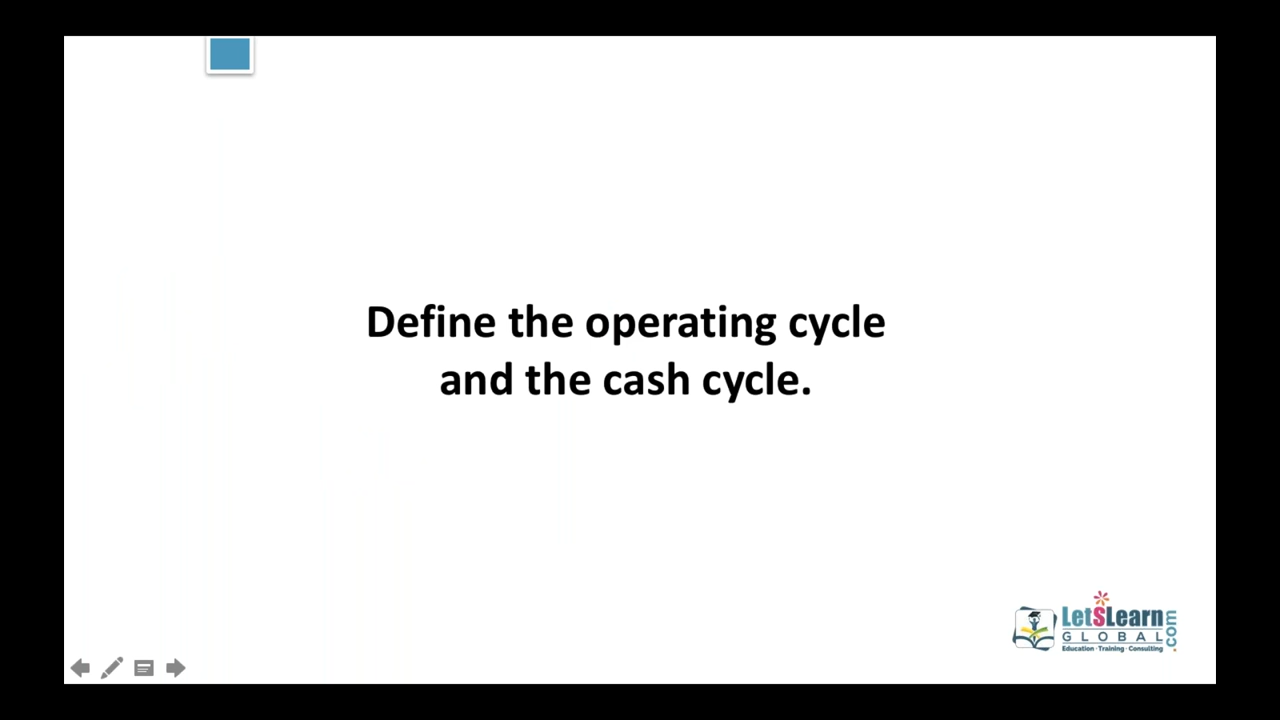 Define the operating cycle
and the cash cycle.
LetSLearn
GLOBAL
.com
Education · Training · Consulting